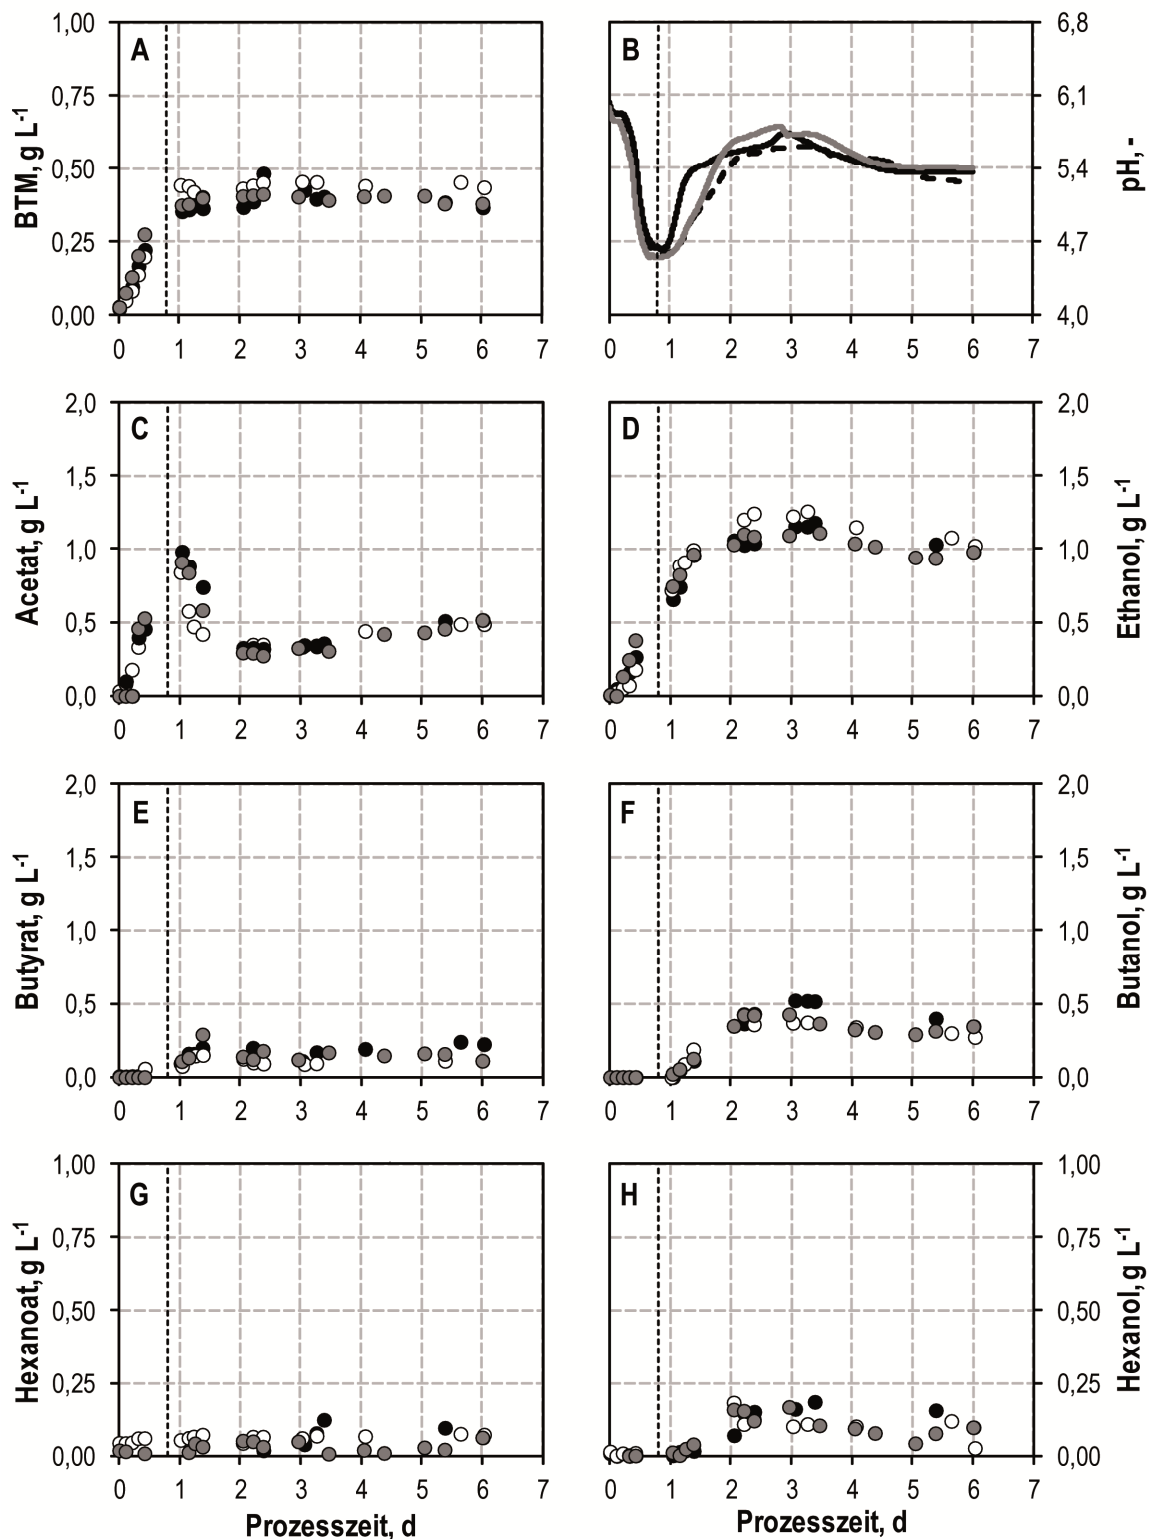 1,00 0,75 0,50 0,25 0,00
BTM, g L-1
A
0 1 2 3 4 5 6 7
B
6,8 6,1 5,4 4,7 4,0
pH, -
0 1 2 3 4 5 6 7
2,0 1,5 1,0 0,5 0,0
Acetat, g L-1
C
0 1 2 3 4 5 6 7
D
2,0 1,5 1,0 0,5 0,0
Ethanol, g L-1
0 1 2 3 4 5 6 7
2,0 1,5 1,0 0,5 0,0
Butyrat, g L-1
E
0 1 2 3 4 5 6 7
F
2,0 1,5 1,0 0,5 0,0
Butanol, g L-1
0 1 2 3 4 5 6 7
1,00 0,75 0,50 0,25 0,00
Hexanoat, g L-1
G
0 1 2 3 4 5 6 7
Prozesszeit, d
H
1,00 0,75 0,50 0,25 0,00
Hexanol, g L-1
0 1 2 3 4 5 6 7
Prozesszeit, d